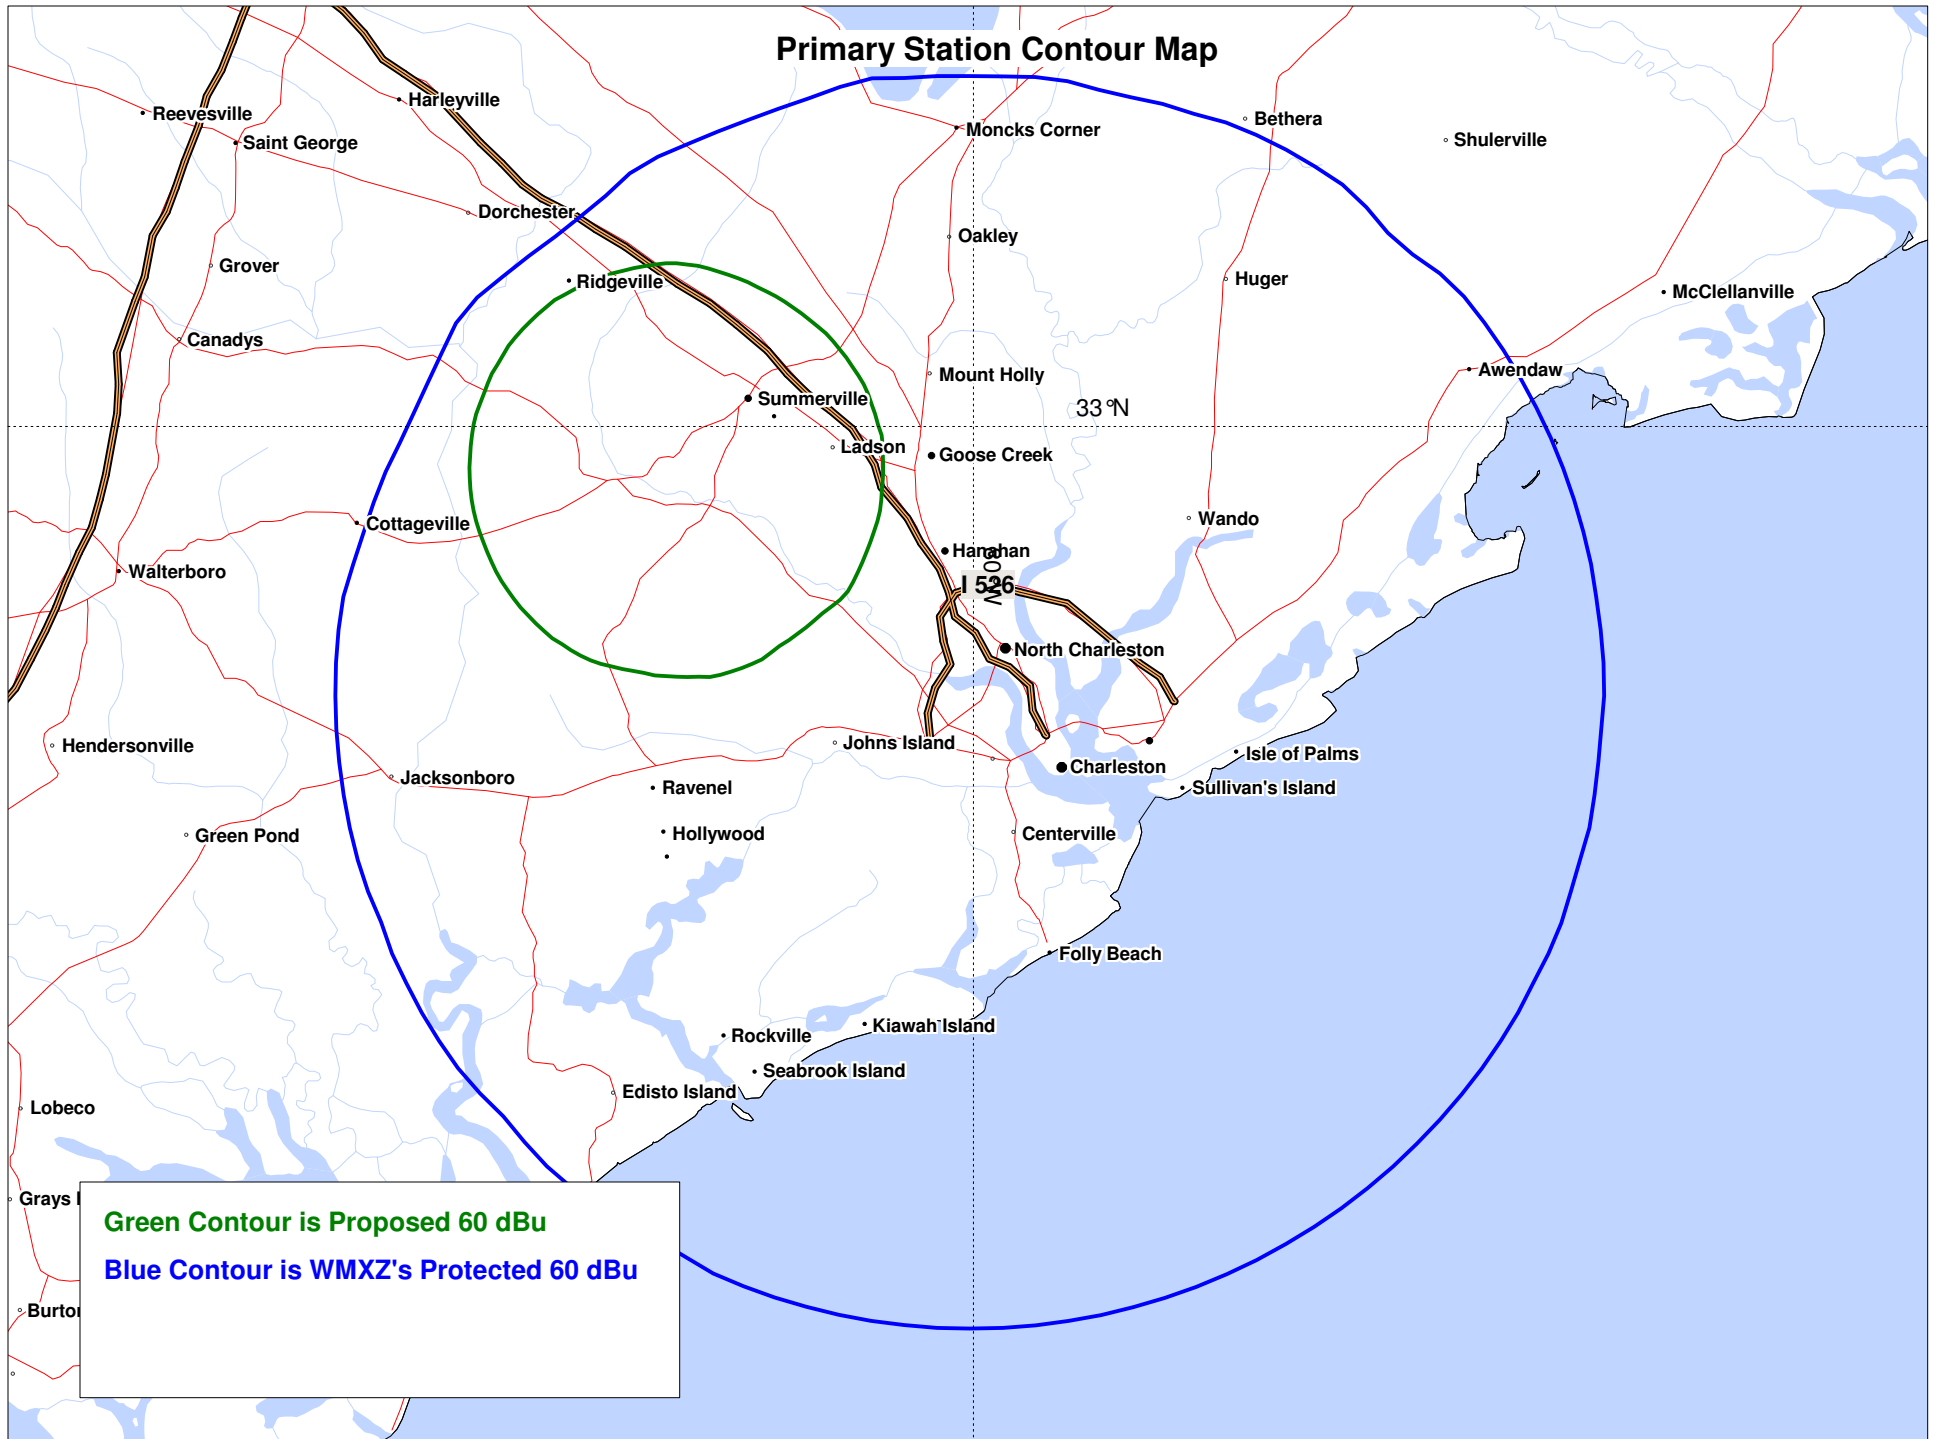 Primary Station Contour Map
Harleyville
Reevesville
Saint George
Moncks Corner
Bethera
Shulerville
Dorchester
Oakley
Grover
Ridgeville
Huger
McClellanville
Canadys
Mount Holly
Awendaw
Summerville
33°N
Ladson
Goose Creek
Cottageville
Wando
Hanahan
80°W
I 526
Walterboro
North Charleston
Hendersonville
Johns Island
Isle of Palms
Jacksonboro
Charleston
Ravenel
Sullivan's Island
Green Pond
Hollywood
Centerville
Folly Beach
Rockville
Kiawah Island
Seabrook Island
Edisto Island
Lobeco
Grays
Green Contour is Proposed 60 dBu
Blue Contour is WMXZ's Protected 60 dBu